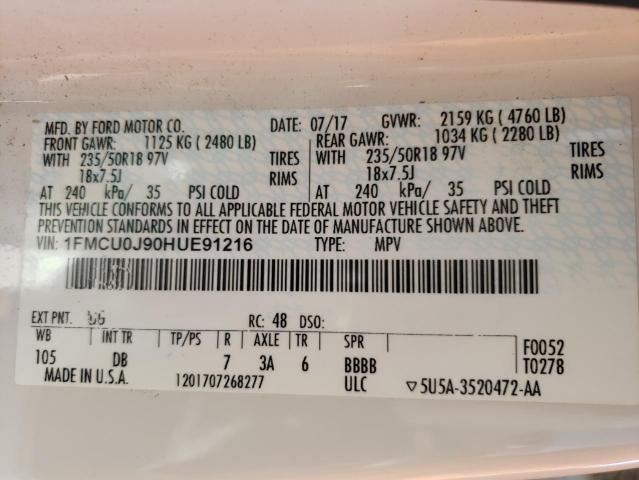 MFD. BY FORD MOTOR CO. DATE: 07/17 GVWR: 2159 KG ( 4760 LB)
FRONT GAWR: 1125 KG ( 2480 LB) REAR GAWR: 1034 KG ( 2280 LB)
WITH 235/50R18 97V TIRES WITH 235/50R18 97V TIRES
18x7.5J RIMS 18x7.5J RIMS
AT 240 kPa/ 35 PSI COLD AT 240 kPa/ 35 PSI COLD
THIS VEHICLE CONFORMS TO ALL APPLICABLE FEDERAL MOTOR VEHICLE SAFETY AND THEFT
PREVENTION STANDARDS IN EFFECT ON THE DATE OF MANUFACTURE SHOWN ABOVE.
VIN: 1FMCU0J90HUE91216 TYPE: MPV
EXT PNT: RC: 48 DSO:
WB INT TR TP/PS R AXLE TR SPR F0052
105 DB 7 3A 6 BBBB T0278
MADE IN U.S.A. 1201707268277 ULC ▽5U5A-3520472-AA